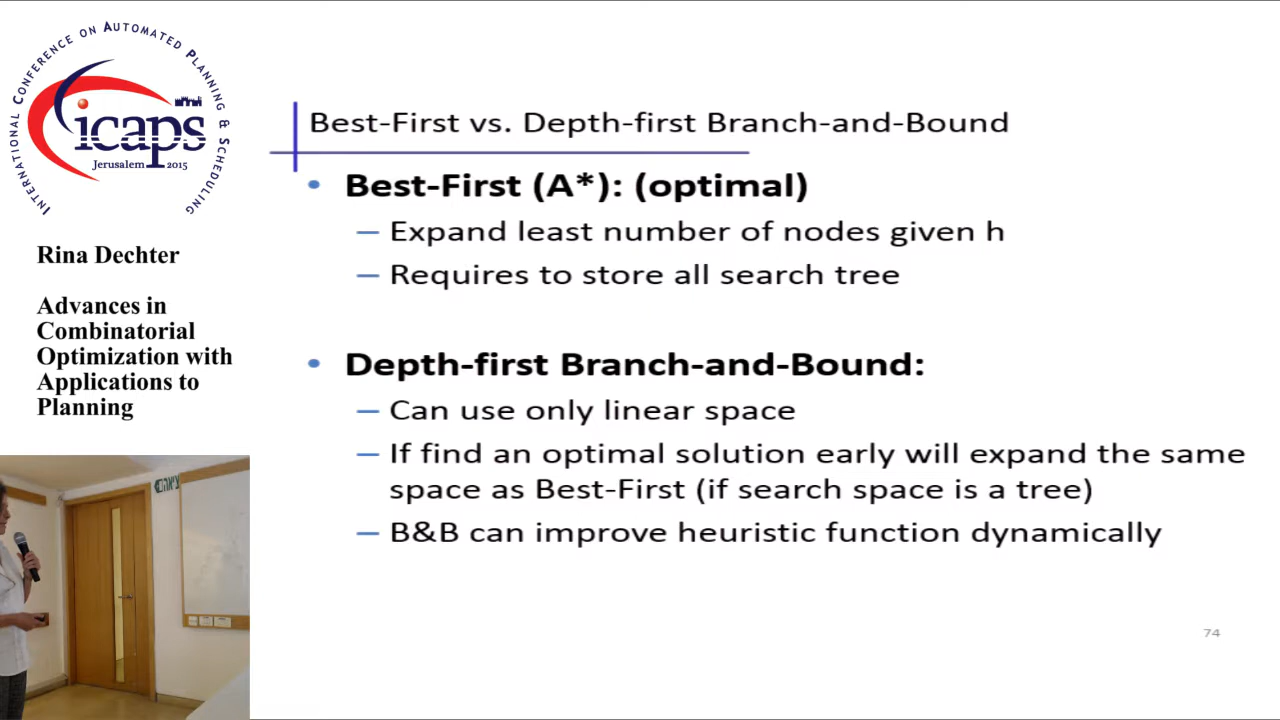 INTERNATIONAL CONFERENCE ON AUTOMATED PLANNING & SCHEDULING
icaps
Jerusalem 2015
Rina Dechter
Advances in
Combinatorial
Optimization with
Applications to
Planning
Best-First vs. Depth-first Branch-and-Bound
• Best-First (A*): (optimal)
– Expand least number of nodes given h
– Requires to store all search tree
• Depth-first Branch-and-Bound:
– Can use only linear space
– If find an optimal solution early will expand the same
space as Best-First (if search space is a tree)
– B&B can improve heuristic function dynamically
74